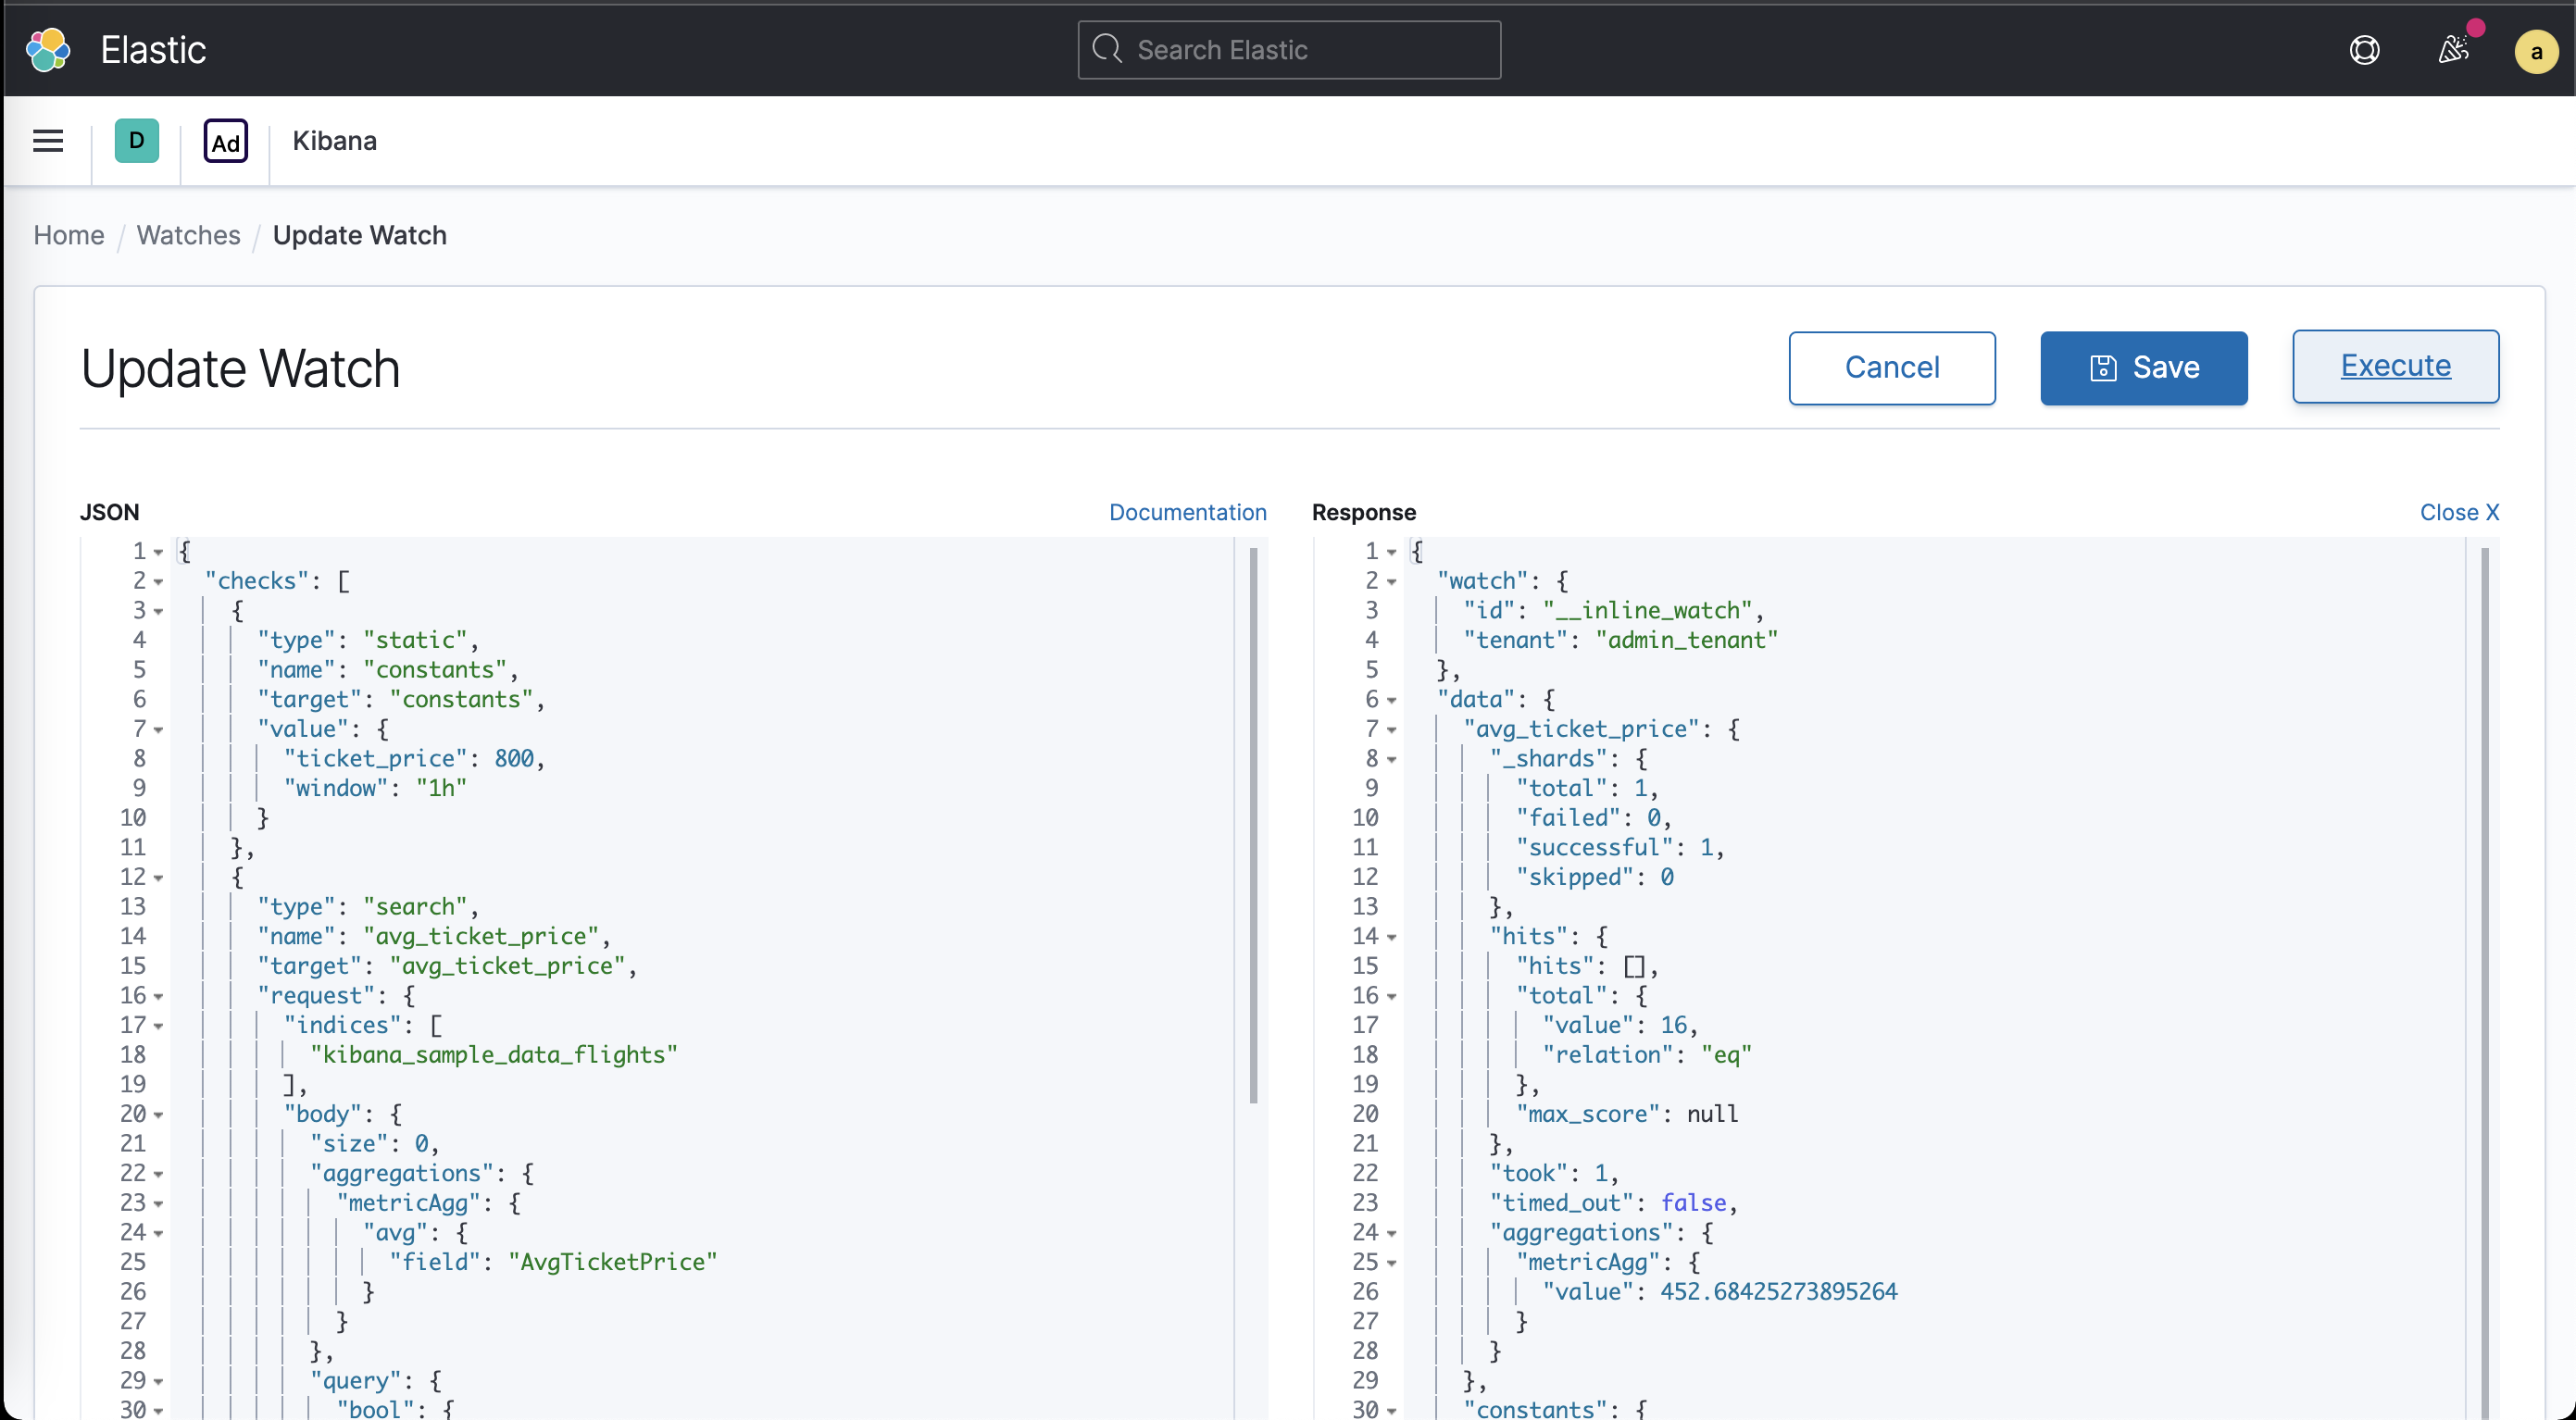 Elastic
Search Elastic
a
D
Ad
Kibana
Home / Watches / Update Watch
Update Watch
Cancel
Save
Execute
JSON
Documentation
1 {
2 "checks": [
3 {
4 "type": "static",
5 "name": "constants",
6 "target": "constants",
7 "value": {
8 "ticket_price": 800,
9 "window": "1h"
10 }
11 },
12 {
13 "type": "search",
14 "name": "avg_ticket_price",
15 "target": "avg_ticket_price",
16 "request": {
17 "indices": [
18 "kibana_sample_data_flights"
19 ],
20 "body": {
21 "size": 0,
22 "aggregations": {
23 "metricAgg": {
24 "avg": {
25 "field": "AvgTicketPrice"
26 }
27 }
28 },
29 "query": {
30 "bool": {
Response
Close X
1 {
2 "watch": {
3 "id": "__inline_watch",
4 "tenant": "admin_tenant"
5 },
6 "data": {
7 "avg_ticket_price": {
8 "_shards": {
9 "total": 1,
10 "failed": 0,
11 "successful": 1,
12 "skipped": 0
13 },
14 "hits": {
15 "hits": [],
16 "total": {
17 "value": 16,
18 "relation": "eq"
19 },
20 "max_score": null
21 },
22 "took": 1,
23 "timed_out": false,
24 "aggregations": {
25 "metricAgg": {
26 "value": 452.68425273895264
27 }
28 }
29 },
30 "constants": {